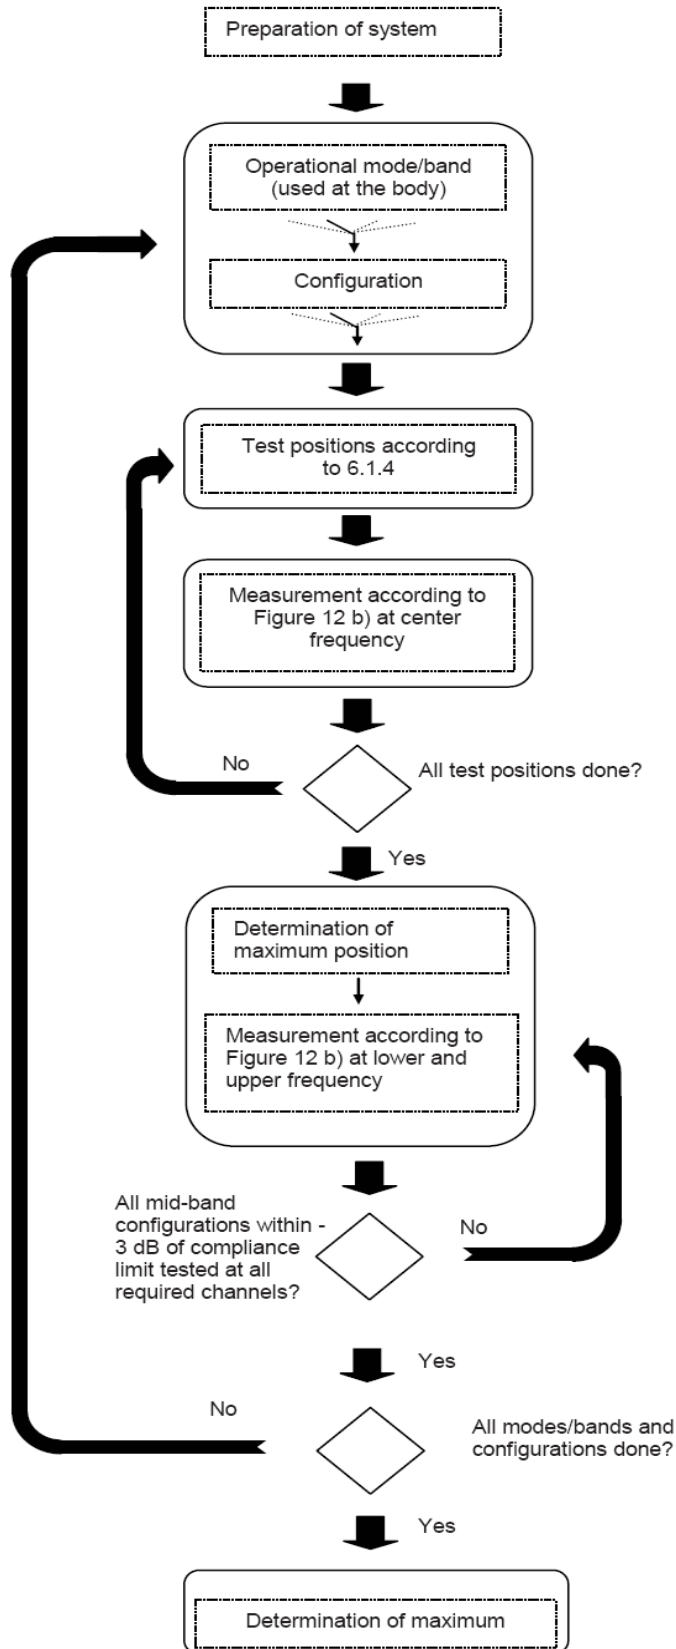 Preparation of system
Operational mode/band
(used at the body)
Configuration
Test positions according
to 6.1.4
Measurement according to
Figure 12 b) at center
frequency
No
All test positions done?
Yes
Determination of
maximum position
Measurement according to
Figure 12 b) at lower and
upper frequency
All mid-band
configurations within -
3 dB of compliance
limit tested at all
required channels?
No
Yes
No
All modes/bands and
configurations done?
Yes
Determination of maximum